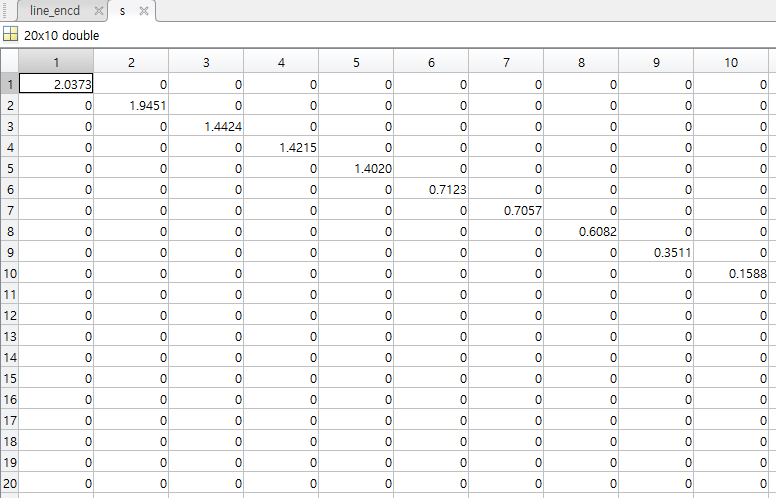 line_encd s
20x10 double
1 2 3 4 5 6 7 8 9 10
1 2.0373 0 0 0 0 0 0 0 0 0
2 0 1.9451 0 0 0 0 0 0 0 0
3 0 0 1.4424 0 0 0 0 0 0 0
4 0 0 0 1.4215 0 0 0 0 0 0
5 0 0 0 0 1.4020 0 0 0 0 0
6 0 0 0 0 0 0.7123 0 0 0 0
7 0 0 0 0 0 0 0.7057 0 0 0
8 0 0 0 0 0 0 0 0.6082 0 0
9 0 0 0 0 0 0 0 0 0.3511 0
10 0 0 0 0 0 0 0 0 0 0.1588
11 0 0 0 0 0 0 0 0 0 0
12 0 0 0 0 0 0 0 0 0 0
13 0 0 0 0 0 0 0 0 0 0
14 0 0 0 0 0 0 0 0 0 0
15 0 0 0 0 0 0 0 0 0 0
16 0 0 0 0 0 0 0 0 0 0
17 0 0 0 0 0 0 0 0 0 0
18 0 0 0 0 0 0 0 0 0 0
19 0 0 0 0 0 0 0 0 0 0
20 0 0 0 0 0 0 0 0 0 0